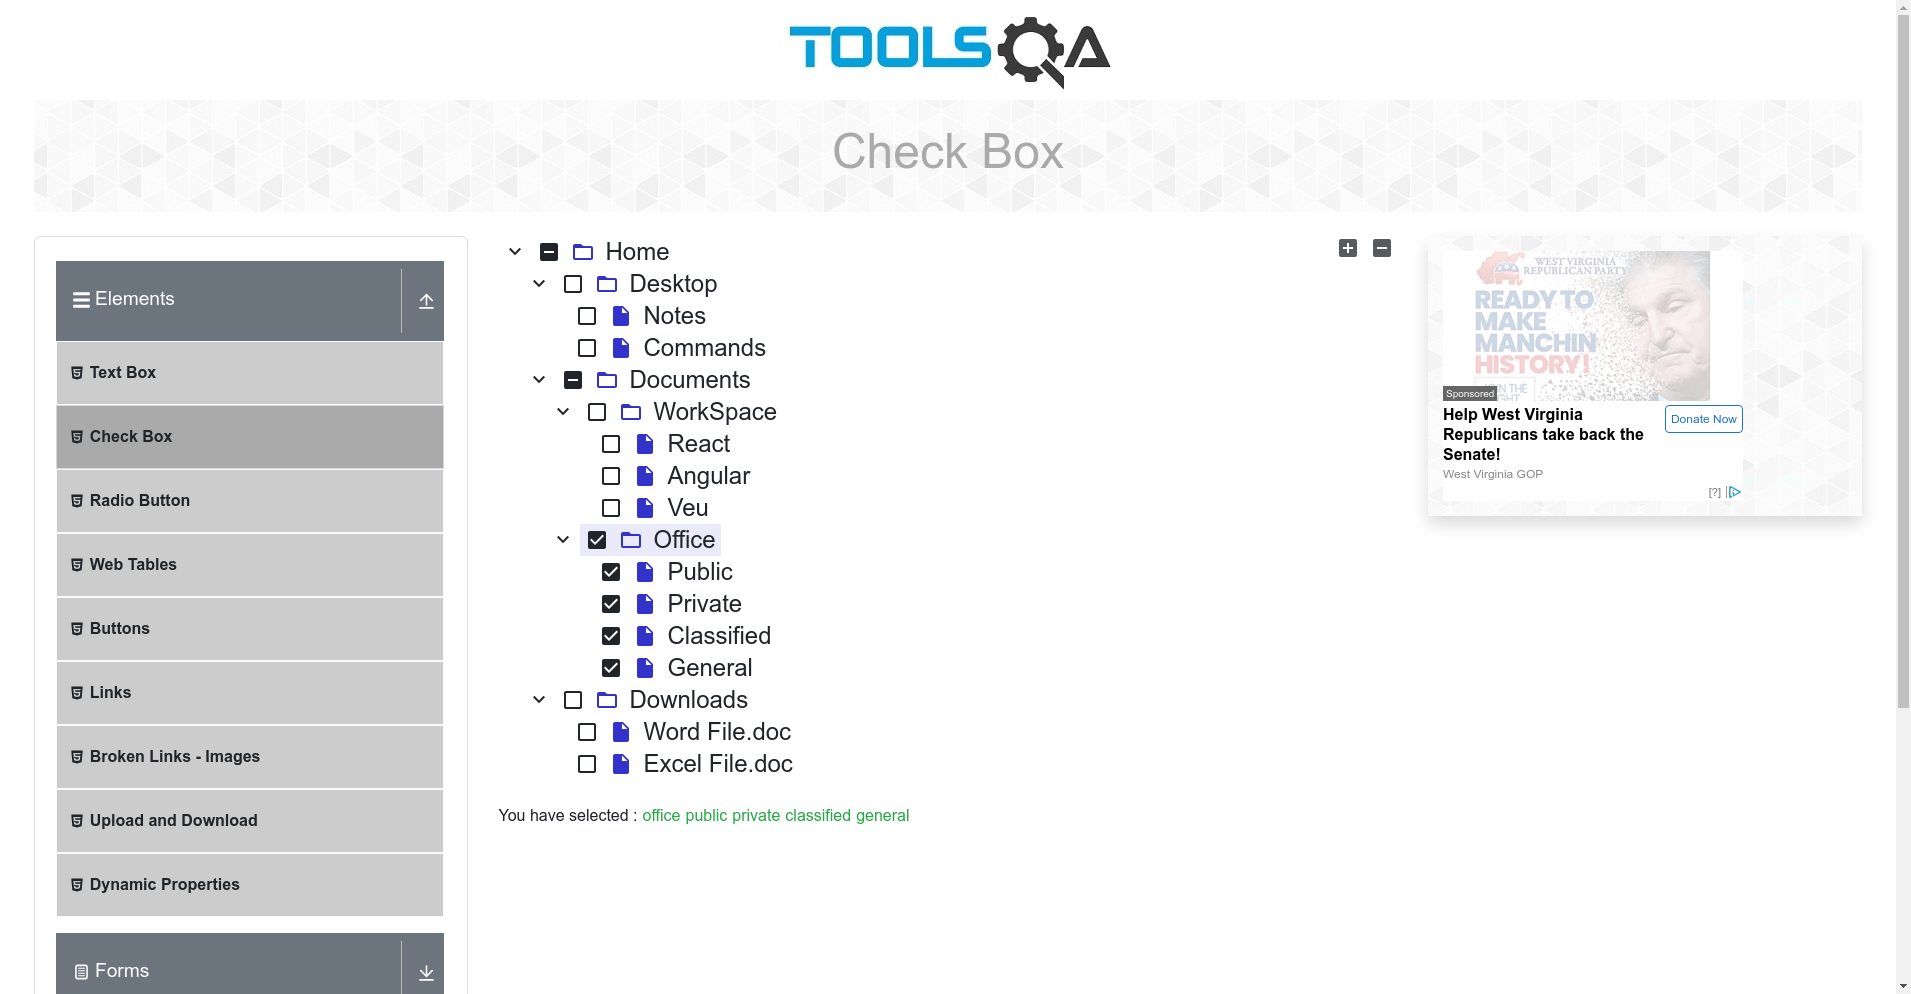 TOOLSQA
Check Box
Elements
Text Box
Check Box
Radio Button
Web Tables
Buttons
Links
Broken Links - Images
Upload and Download
Dynamic Properties
Forms
Home
Desktop
Notes
Commands
Documents
WorkSpace
React
Angular
Veu
Office
Public
Private
Classified
General
Downloads
Word File.doc
Excel File.doc
You have selected : office public private classified general
WEST VIRGINIA
REPUBLICAN PARTY
READY TO
MAKE
MANCHIN
HISTORY!
JOIN THE
Sponsored
Help West Virginia
Republicans take back the
Senate!
Donate Now
West Virginia GOP
[?]